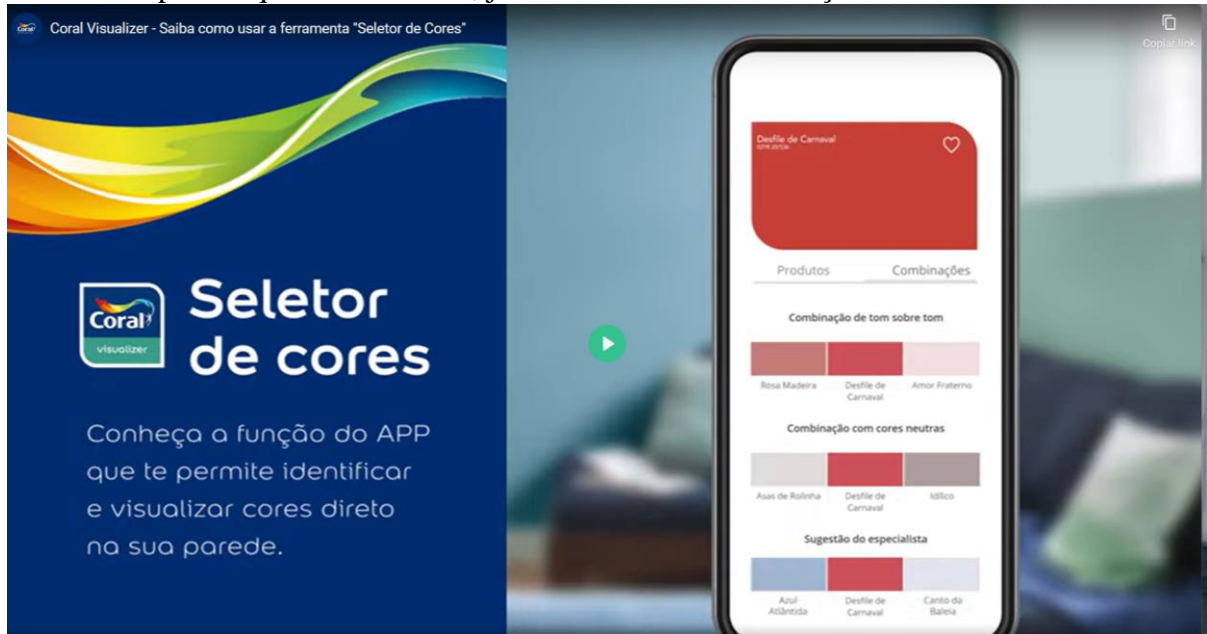 Coral Visualizer - Saiba como usar a ferramenta "Seletor de Cores"
Copiar link
Coral
visualizer
Seletor
de cores
Conheça a função do APP
que te permite identificar
e visualizar cores direto
na sua parede.
Desfile de Carnaval
Produtos
Combinações
Combinação de tom sobre tom
Rosa Madeira
Desfile de
Carnaval
Amor Fraterno
Combinação com cores neutras
Asas de Rolinha
Desfile de
Carnaval
Idílico
Sugestão do especialista
Azul
Atlântida
Desfile de
Carnaval
Canto da
Baleia